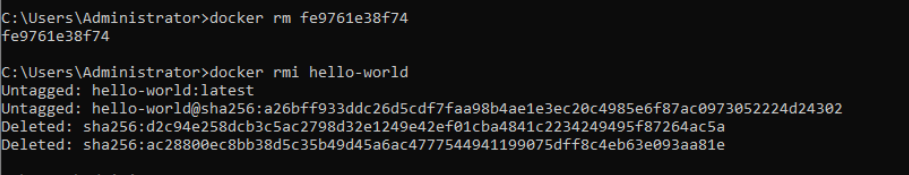 C:\Users\Administrator>docker rm fe9761e38f74
fe9761e38f74
C:\Users\Administrator>docker rmi hello-world
Untagged: hello-world:latest
Untagged: hello-world@sha256:a26bff933ddc26d5cdf7faa98b4ae1e3ec20c4985e6f87ac0973052224d24302
Deleted: sha256:d2c94e258dcb3c5ac2798d32e1249e42ef01cba4841c2234249495f87264ac5a
Deleted: sha256:ac28800ec8bb38d5c35b49d45a6ac4777544941199075dff8c4eb63e093aa81e